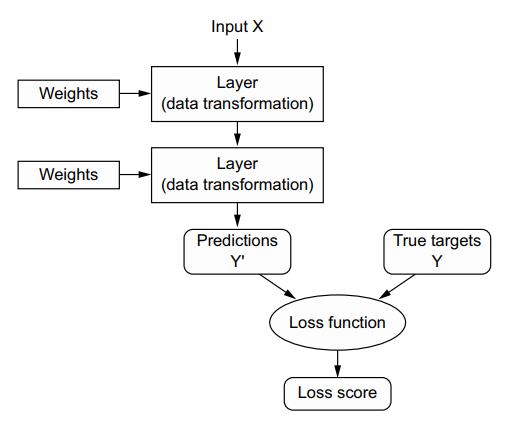 Input X
Layer
(data transformation)
Weights
Layer
(data transformation)
Weights
Predictions
Y'
True targets
Y
Loss function
Loss score